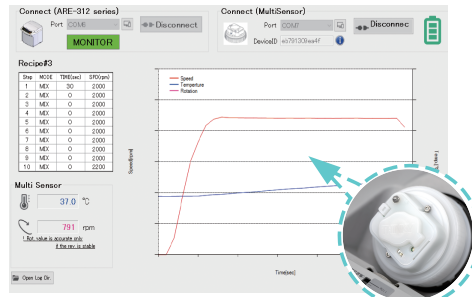 Connect (ARE-312 series)
Port COM6 Disconnect
MONITOR
Connect (MultiSensor)
Port COM7 Disconnec
DeviceID
Recipe#3
Step MODE TIME(sec) SPD(rpm)
1 MIX 30 2000
2 MIX 0 2000
3 MIX 0 2000
4 MIX 0 2000
5 MIX 0 2000
6 MIX 0 2000
7 MIX 0 2000
8 MIX 0 2000
9 MIX 0 2000
10 MIX 0 2200
Speed
Temperture
Rotation
Speed[rpm]
Time[sec]
Multi Sensor
37.0 °C
791 rpm
! Rot. value is accurate only
if the rev. is stable
Open Log Dir.